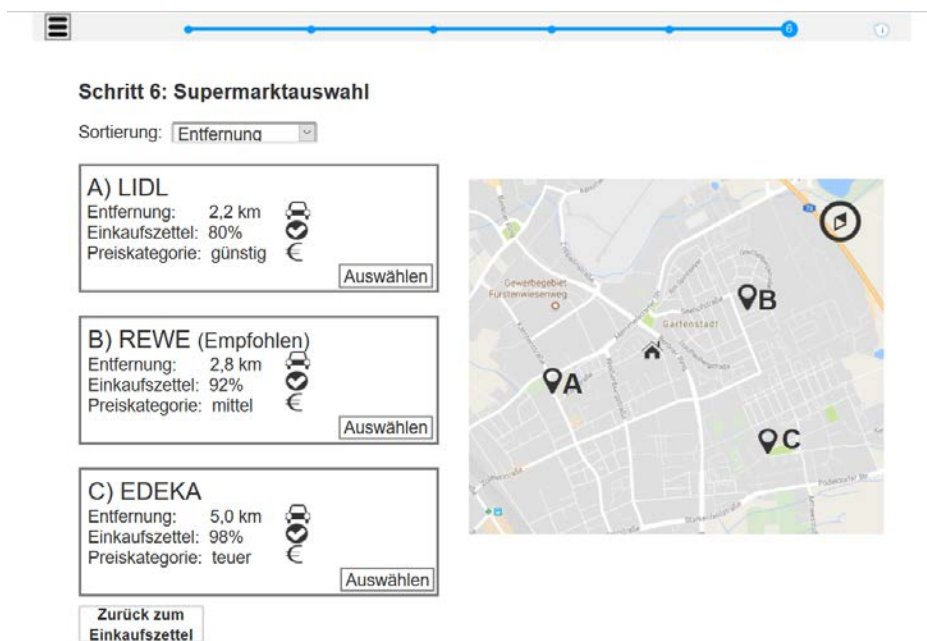 6
Schritt 6: Supermarktauswahl
Sortierung: Entfernung
A) LIDL
Entfernung: 2,2 km
Einkaufszettel: 80%
Preiskategorie: günstig €
Auswählen
B) REWE (Empfohlen)
Entfernung: 2,8 km
Einkaufszettel: 92%
Preiskategorie: mittel €
Auswählen
C) EDEKA
Entfernung: 5,0 km
Einkaufszettel: 98%
Preiskategorie: teuer €
Auswählen
Zurück zum
Einkaufszettel
Gewerbegebiet
Fürstenwiesenweg
Gartenstadt
B
A
C